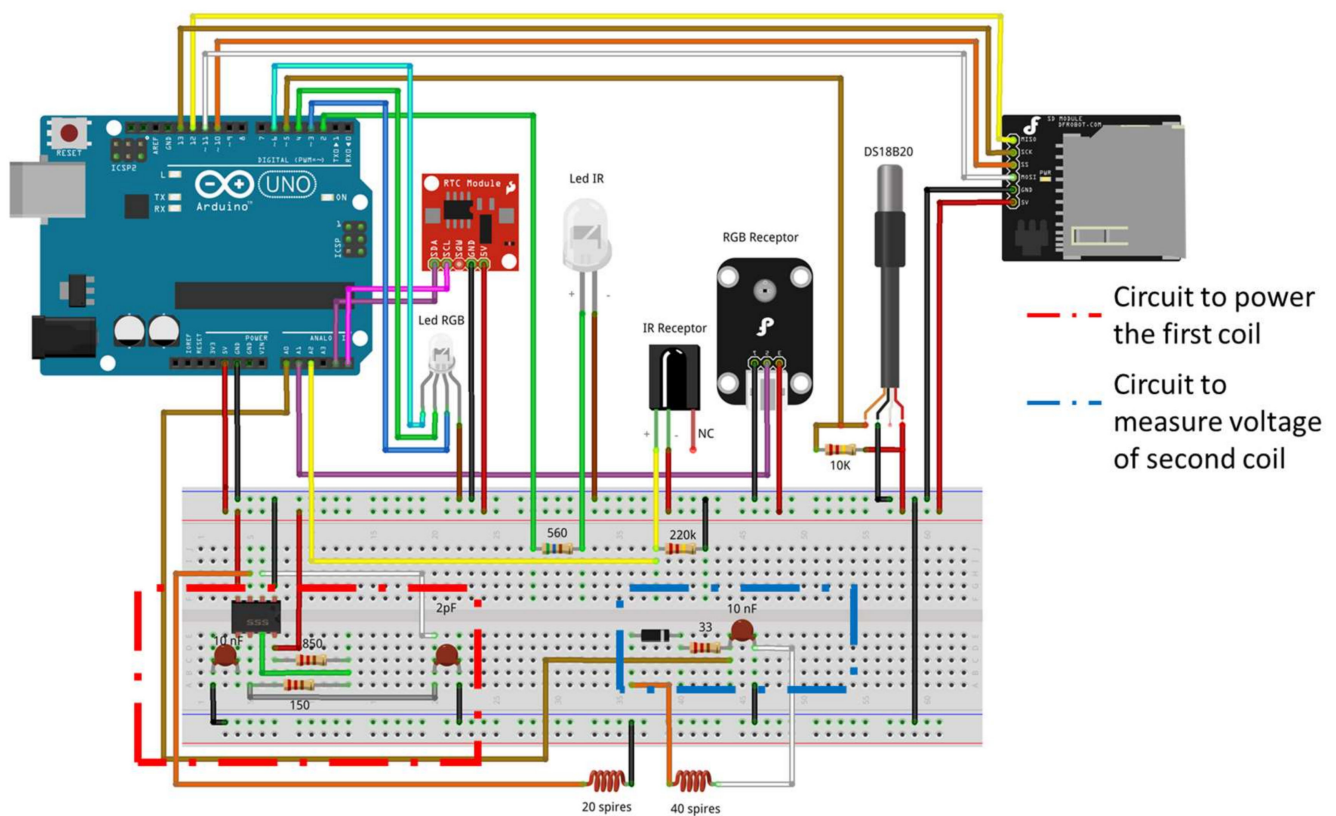 RESET
ICSP2
AREF
GND
13
12
~11
~10
~9
8
7
~6
~5
4
~3
2
TX▸1
RX◂0
DIGITAL (PWM=~)
L
TX
RX
Arduino™
UNO
ON
ICSP
1
IOREF
RESET
3V3
5V
GND
GND
VIN
POWER
A0
A1
A2
A3
ANALOG
RTC Module
SDA
SCL
SQW
GND
5V
Led IR
+
-
Led RGB
IR Receptor
+
-
NC
RGB Receptor
DS18B20
10K
SD MODULE
DFROBOT.COM
MISO
SCK
SS
MOSI
GND
5V
PWR
Circuit to power
the first coil
Circuit to
measure voltage
of second coil
560
220k
2pF
10 nF
555
850
150
10 nF
33
20 spires
40 spires